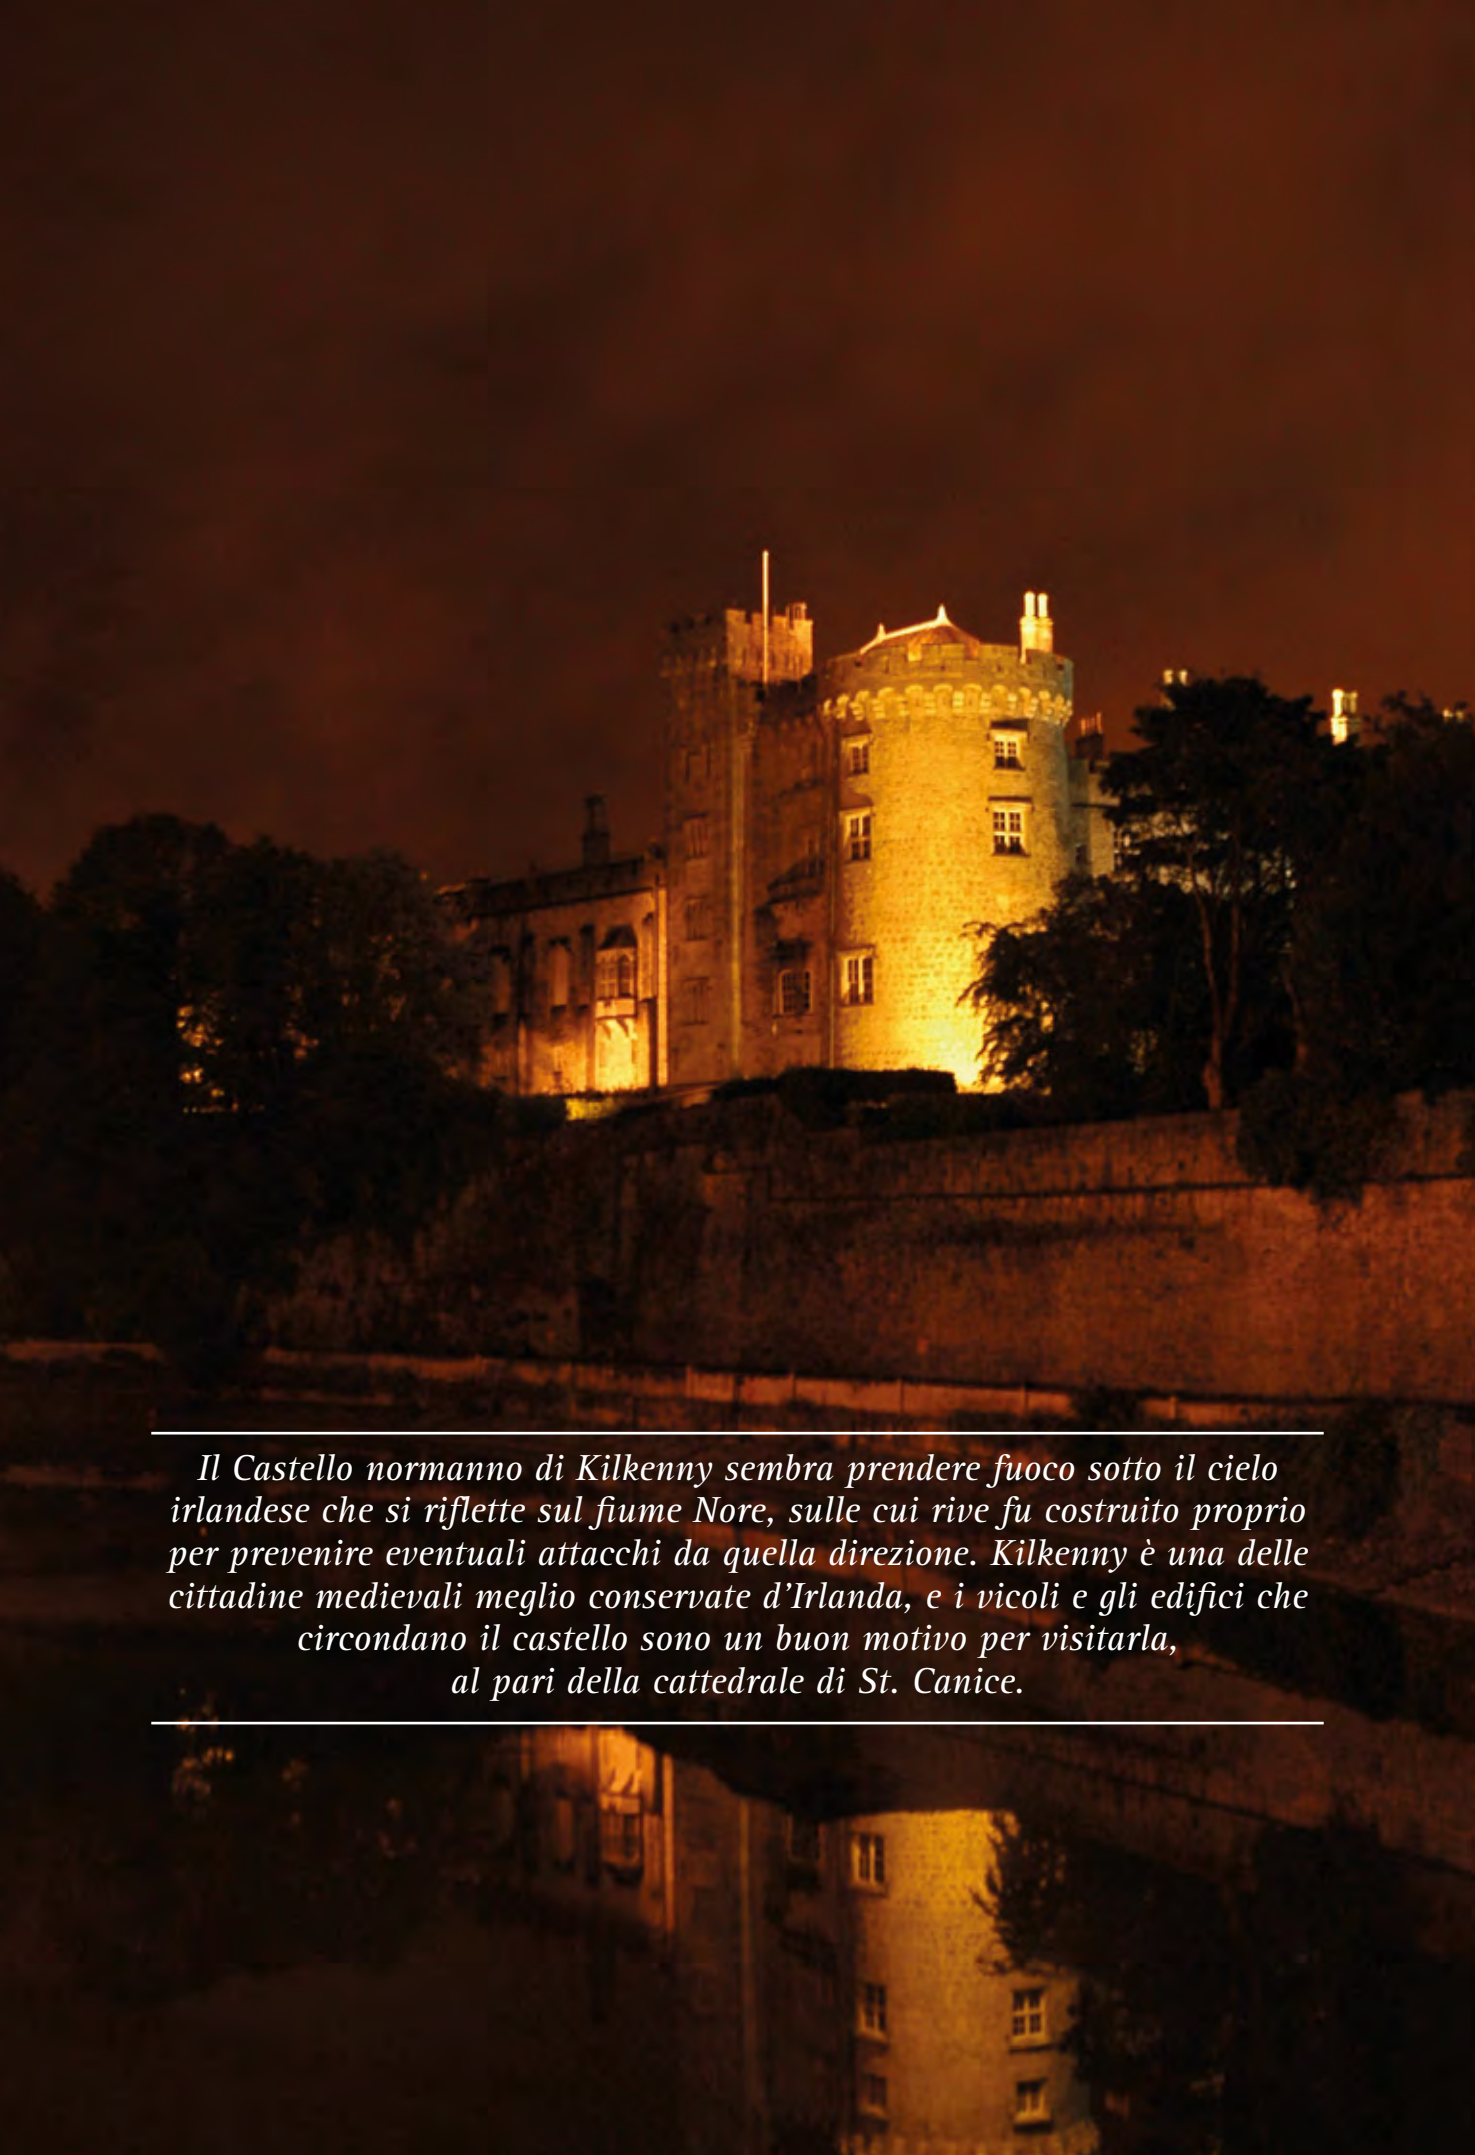 Il Castello normanno di Kilkenny sembra prendere fuoco sotto il cielo
irlandese che si riflette sul fiume Nore, sulle cui rive fu costruito proprio
per prevenire eventuali attacchi da quella direzione. Kilkenny è una delle
cittadine medievali meglio conservate d’Irlanda, e i vicoli e gli edifici che
circondano il castello sono un buon motivo per visitarla,
al pari della cattedrale di St. Canice.